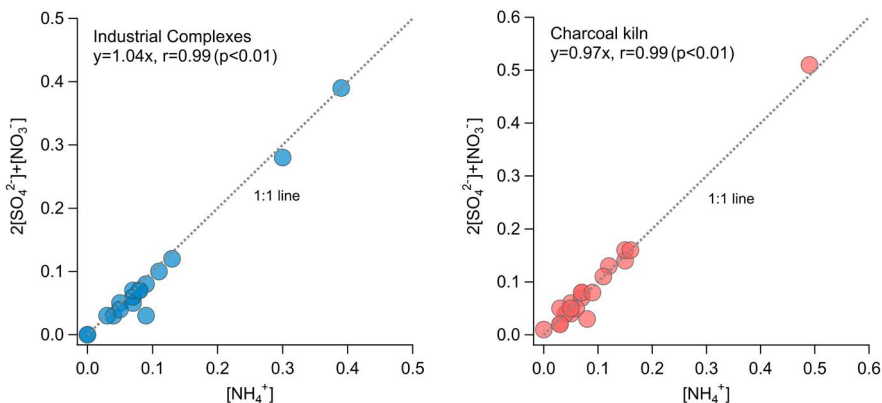 Industrial Complexes
y=1.04x, r=0.99 (p<0.01)
0.5
0.4
0.3
0.2
0.1
0.0
2[SO₄²⁻]+[NO₃⁻]
1:1 line
0.0 0.1 0.2 0.3 0.4 0.5
[NH₄⁺]
Charcoal kiln
y=0.97x, r=0.99 (p<0.01)
0.6
0.5
0.4
0.3
0.2
0.1
0.0
2[SO₄²⁻]+[NO₃⁻]
1:1 line
0.0 0.1 0.2 0.3 0.4 0.5 0.6
[NH₄⁺]